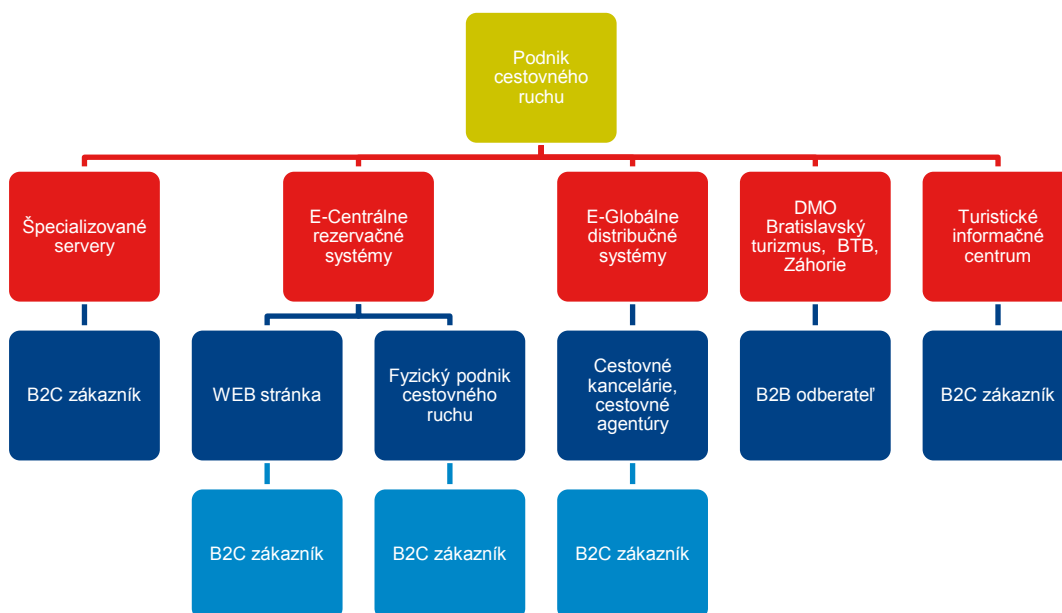 Podnik
cestovného
ruchu
Špecializované
servery
E-Centrálne
rezervačné
systémy
E-Globálne
distribučné
systémy
DMO
Bratislavský
turizmus, BTB,
Záhorie
Turistické
informačné
centrum
B2C zákazník
WEB stránka
Fyzický podnik
cestovného
ruchu
Cestovné
kancelárie,
cestovné
agentúry
B2B odberateľ
B2C zákazník
B2C zákazník
B2C zákazník
B2C zákazník